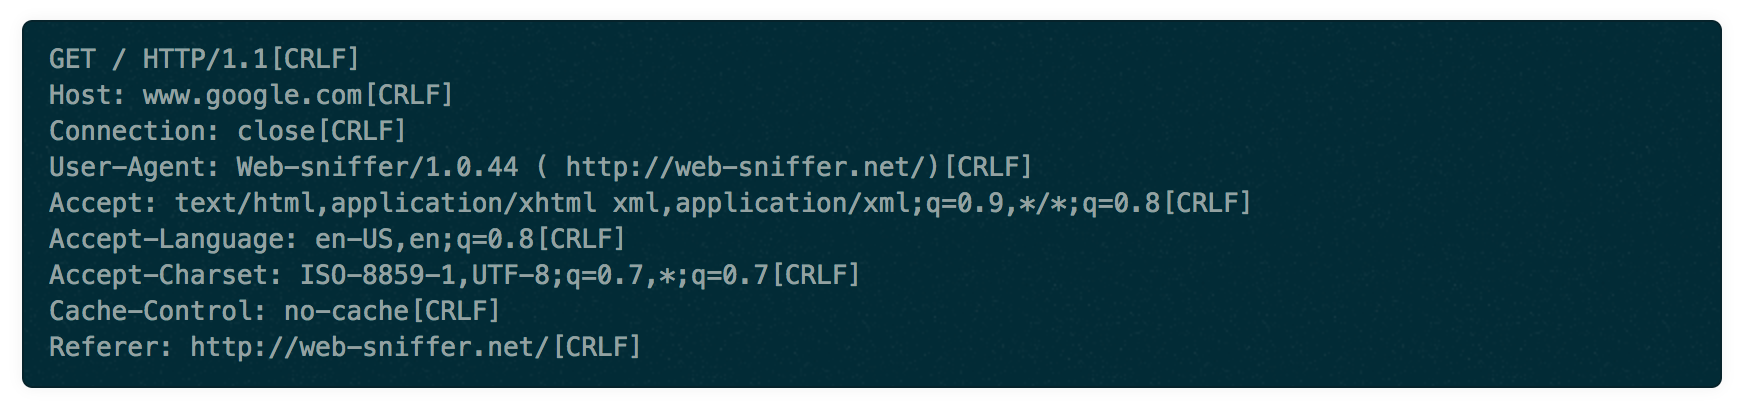 GET / HTTP/1.1[CRLF]
Host: www.google.com[CRLF]
Connection: close[CRLF]
User-Agent: Web-sniffer/1.0.44 ( http://web-sniffer.net/)[CRLF]
Accept: text/html,application/xhtml xml,application/xml;q=0.9,*/*;q=0.8[CRLF]
Accept-Language: en-US,en;q=0.8[CRLF]
Accept-Charset: ISO-8859-1,UTF-8;q=0.7,*;q=0.7[CRLF]
Cache-Control: no-cache[CRLF]
Referer: http://web-sniffer.net/[CRLF]